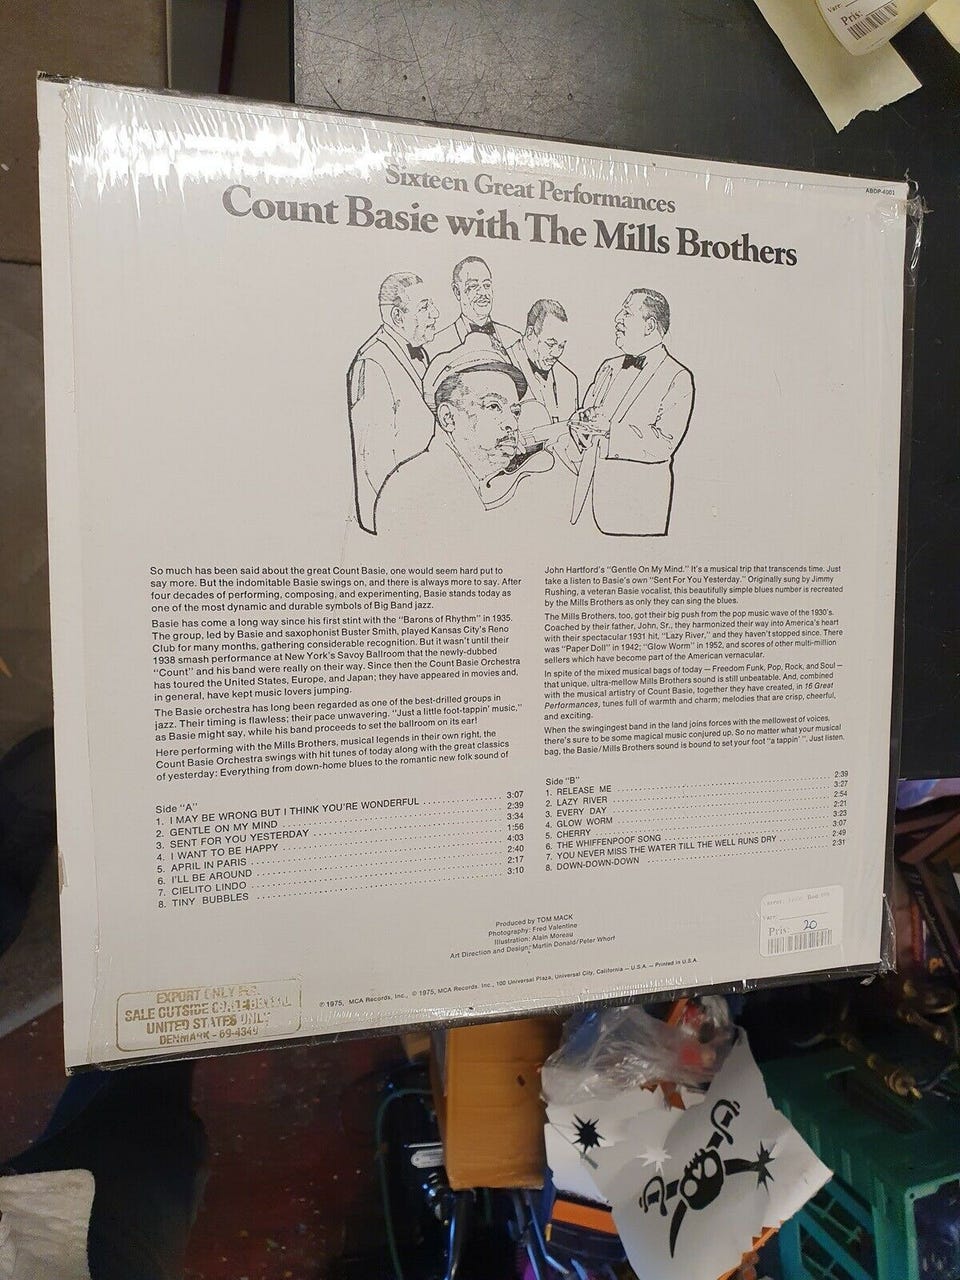 Pris:
ABDP-4001
Sixteen Great Performances
Count Basie with The Mills Brothers
So much has been said about the great Count Basie, one would seem hard put to
say more. But the indomitable Basie swings on, and there is always more to say. After
four decades of performing, composing, and experimenting, Basie stands today as
one of the most dynamic and durable symbols of Big Band jazz.
Basie has come a long way since his first stint with the "Barons of Rhythm" in 1935.
The group, led by Basie and saxophonist Buster Smith, played Kansas City's Reno
Club for many months, gathering considerable recognition. But it wasn't until their
1938 smash performance at New York's Savoy Ballroom that the newly-dubbed
"Count" and his band were really on their way. Since then the Count Basie Orchestra
has toured the United States, Europe, and Japan; they have appeared in movies and,
in general, have kept music lovers jumping.
The Basie orchestra has long been regarded as one of the best-drilled groups in
jazz. Their timing is flawless; their pace unwavering. "Just a little foot-tappin' music,"
as Basie might say, while his band proceeds to set the ballroom on its ear!
Here performing with the Mills Brothers, musical legends in their own right, the
Count Basie Orchestra swings with hit tunes of today along with the great classics
of yesterday: Everything from down-home blues to the romantic new folk sound of
John Hartford's "Gentle On My Mind." It's a musical trip that transcends time. Just
take a listen to Basie's own "Sent For You Yesterday." Originally sung by Jimmy
Rushing, a veteran Basie vocalist, this beautifully simple blues number is recreated
by the Mills Brothers as only they can sing the blues.
The Mills Brothers, too, got their big push from the pop music wave of the 1930's.
Coached by their father, John, Sr., they harmonized their way into America's heart
with their spectacular 1931 hit, "Lazy River," and they haven't stopped since. There
was "Paper Doll" in 1942; "Glow Worm" in 1952, and scores of other multi-million
sellers which have become part of the American vernacular.
In spite of the mixed musical bags of today — Freedom Funk, Pop, Rock, and Soul —
that unique, ultra-mellow Mills Brothers sound is still unbeatable. And, combined
with the musical artistry of Count Basie, together they have created, in 16 Great
Performances, tunes full of warmth and charm; melodies that are crisp, cheerful,
and exciting.
When the swingingest band in the land joins forces with the mellowest of voices,
there's sure to be some magical music conjured up. So no matter what your musical
bag, the Basie/Mills Brothers sound is bound to set your foot "a tappin'". Just listen.
Side "A"
1. I MAY BE WRONG BUT I THINK YOU'RE WONDERFUL 3:07
2. GENTLE ON MY MIND 2:39
3. SENT FOR YOU YESTERDAY 3:34
4. I WANT TO BE HAPPY 1:56
5. APRIL IN PARIS 4:03
6. I'LL BE AROUND 2:40
7. CIELITO LINDO 2:17
8. TINY BUBBLES 3:10
Side "B"
1. RELEASE ME 2:39
2. LAZY RIVER 3:27
3. EVERY DAY 2:54
4. GLOW WORM 2:21
5. CHERRY 3:23
6. THE WHIFFENPOOF SONG 3:07
7. YOU NEVER MISS THE WATER TILL THE WELL RUNS DRY 2:49
8. DOWN-DOWN-DOWN 2:31
Produced by TOM MACK
Photography: Fred Valentine
Illustration: Alain Moreau
Art Direction and Design: Martin Donald/Peter Whorf
Pris: 20
℗ 1975, MCA Records, Inc., © 1975, MCA Records. Inc., 100 Universal Plaza, Universal City, California — U.S.A. — Printed in U.S.A.
EXPORT ONLY
SALE OUTSIDE
UNITED STATES ONLY
DENMARK - 69-4349